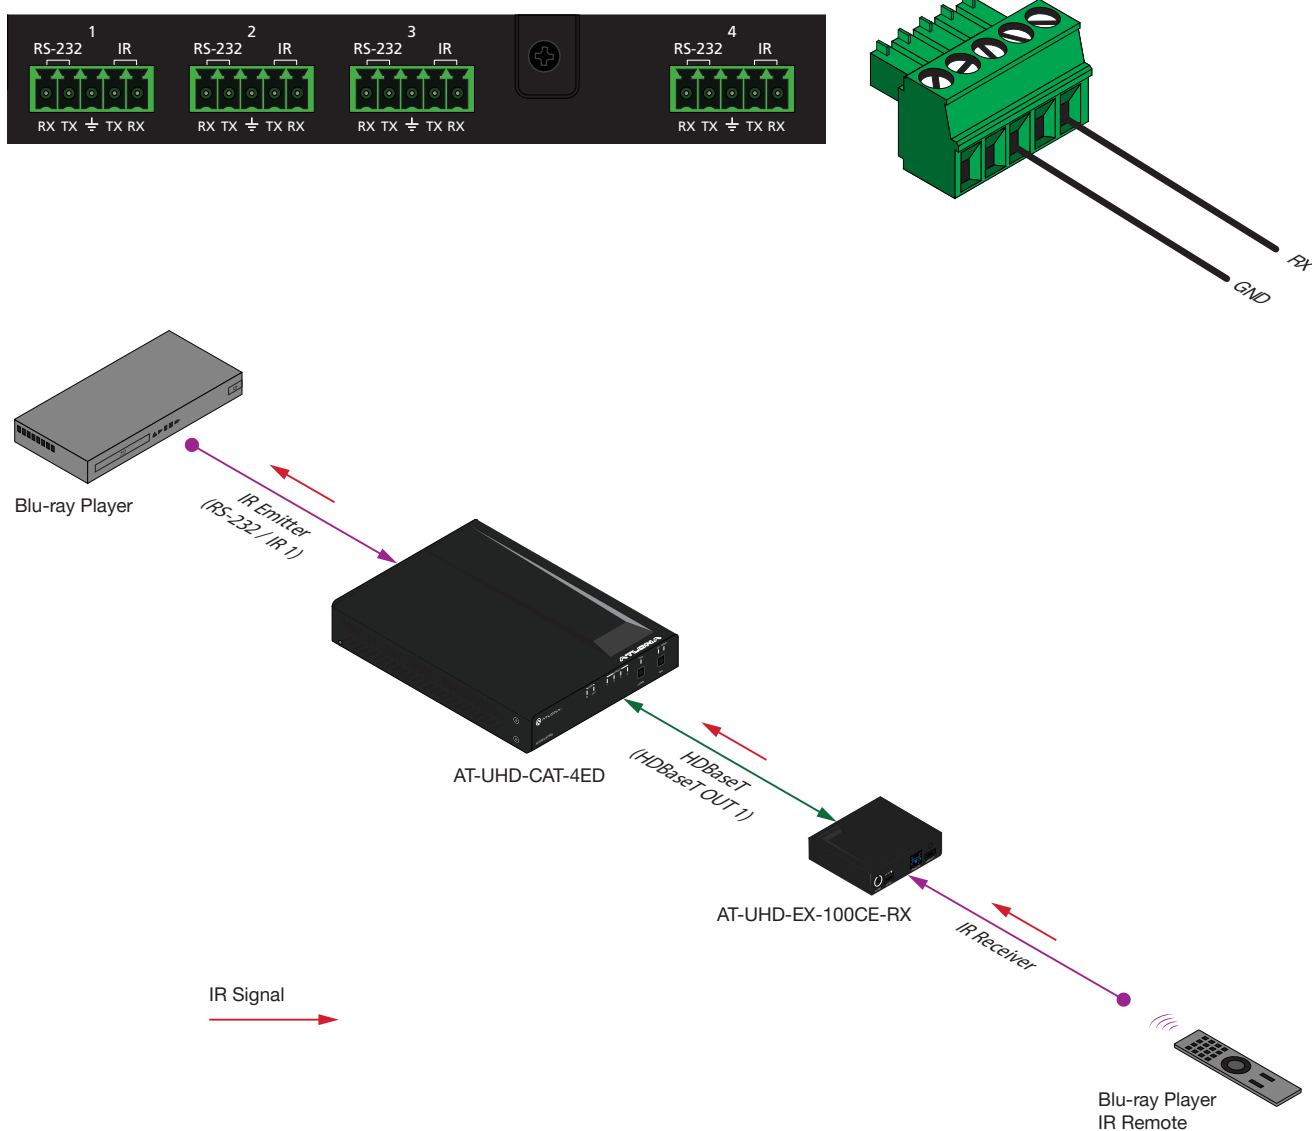 1
RS-232 IR
RX TX TX RX
2
RS-232 IR
RX TX TX RX
3
RS-232 IR
RX TX TX RX
4
RS-232 IR
RX TX TX RX
RX
GND
Blu-ray Player
IR Emitter
(RS-232 / IR 1)
ATLONA
AT-UHD-CAT-4ED
HDBaseT
(HDBaseT OUT 1)
AT-UHD-EX-100CE-RX
IR Receiver
IR Signal
Blu-ray Player
IR Remote